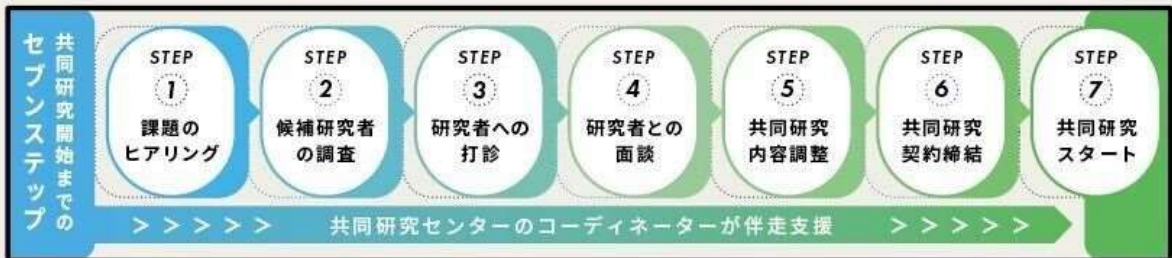 共同研究開始までの
セブンステップ
STEP
1
課題の
ヒアリング
STEP
2
候補研究者
の調査
STEP
3
研究者への
打診
STEP
4
研究者との
面談
STEP
5
共同研究
内容調整
STEP
6
共同研究
契約締結
STEP
7
共同研究
スタート
> > > > > 共同研究センターのコーディネーターが伴走支援 > > > > >